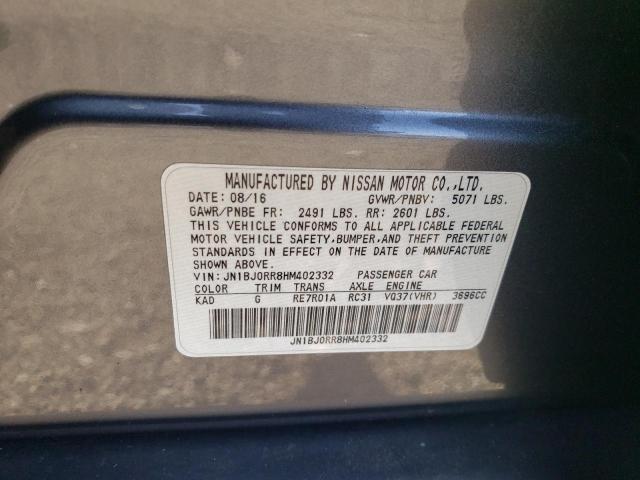 MANUFACTURED BY NISSAN MOTOR CO.,LTD.
DATE: 08/16 GVWR/PNBV: 5071 LBS.
GAWR/PNBE FR: 2491 LBS. RR: 2601 LBS.
THIS VEHICLE CONFORMS TO ALL APPLICABLE FEDERAL
MOTOR VEHICLE SAFETY,BUMPER,AND THEFT PREVENTION
STANDARDS IN EFFECT ON THE DATE OF MANUFACTURE
SHOWN ABOVE.
VIN: JN1BJ0RR8HM402332 PASSENGER CAR
COLOR TRIM TRANS AXLE ENGINE
KAD G RE7R01A RC31 VQ37(VHR) 3696CC
JN1BJ0RR8HM402332